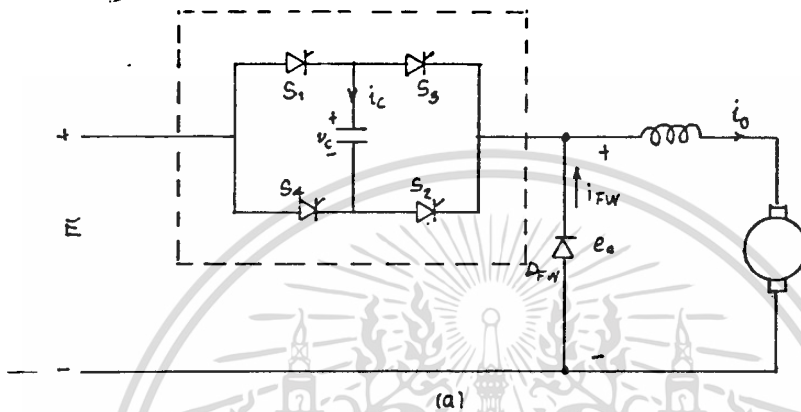 S1
S3
ic
+
vc
-
S4
S2
+
E
-
+
io
iFW
DFW
eo
-
(a)